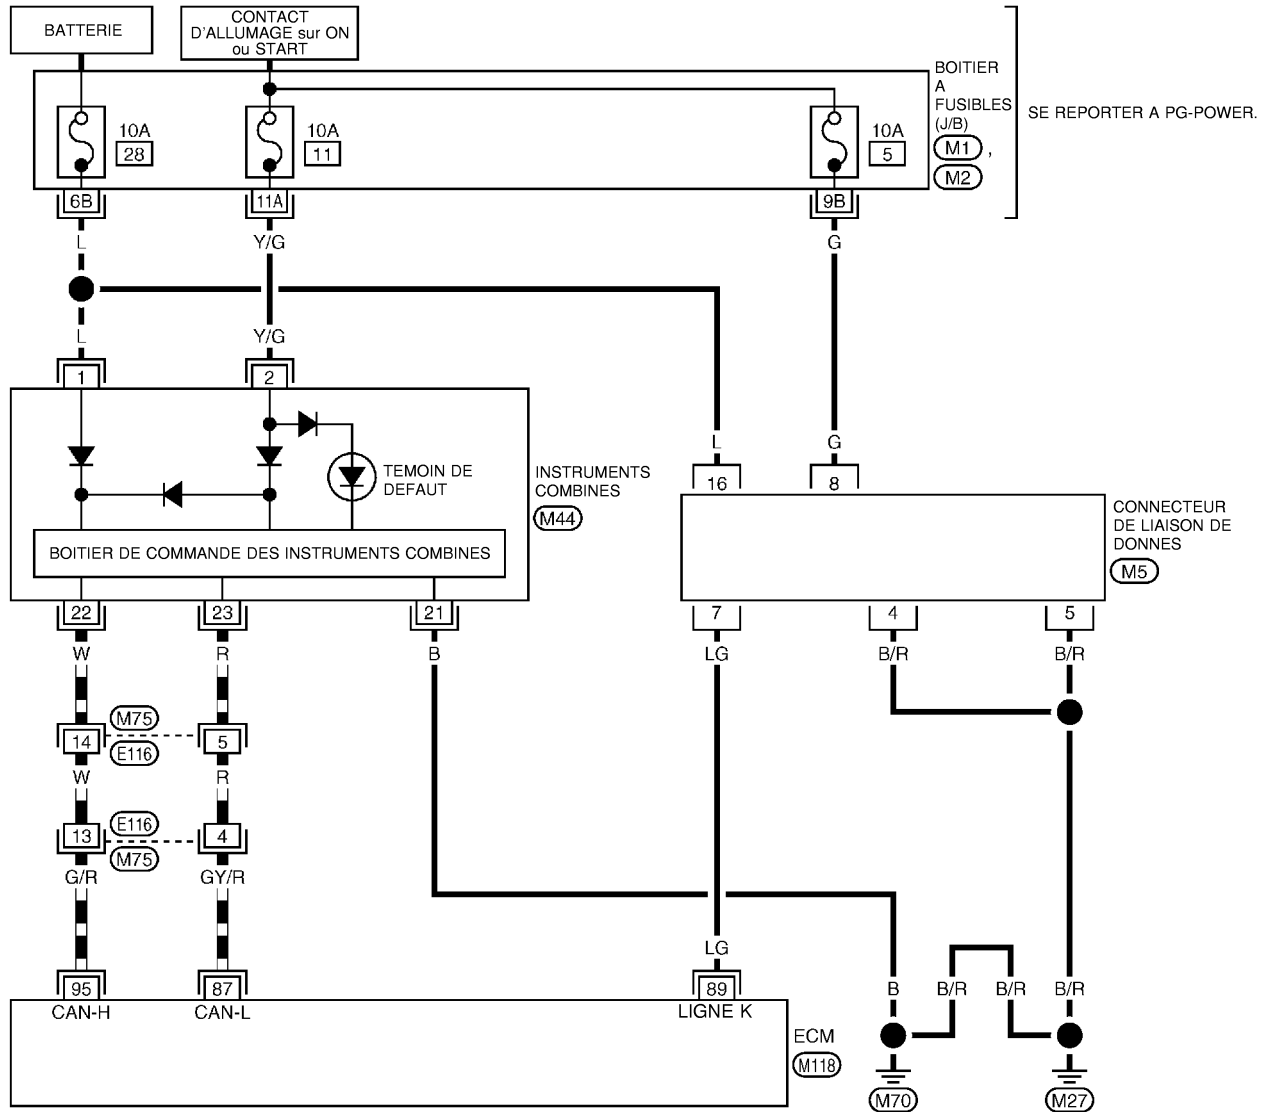 BATTERIE
CONTACT
D'ALLUMAGE sur ON
ou START
BOITIER
A
FUSIBLES
(J/B)
M1 ,
M2
SE REPORTER A PG-POWER.
10A
28
10A
11
10A
5
6B
11A
9B
L
Y/G
G
L
Y/G
1
2
L
G
16
8
TEMOIN DE
DEFAUT
INSTRUMENTS
COMBINES
M44
BOITIER DE COMMANDE DES INSTRUMENTS COMBINES
CONNECTEUR
DE LIAISON DE
DONNES
M5
22
23
21
7
4
5
W
R
B
LG
B/R
B/R
M75
14
5
E116
W
R
E116
13
4
M75
G/R
GY/R
LG
95
87
89
B
B/R
B/R
B/R
CAN-H
CAN-L
LIGNE K
ECM
M118
M70
M27